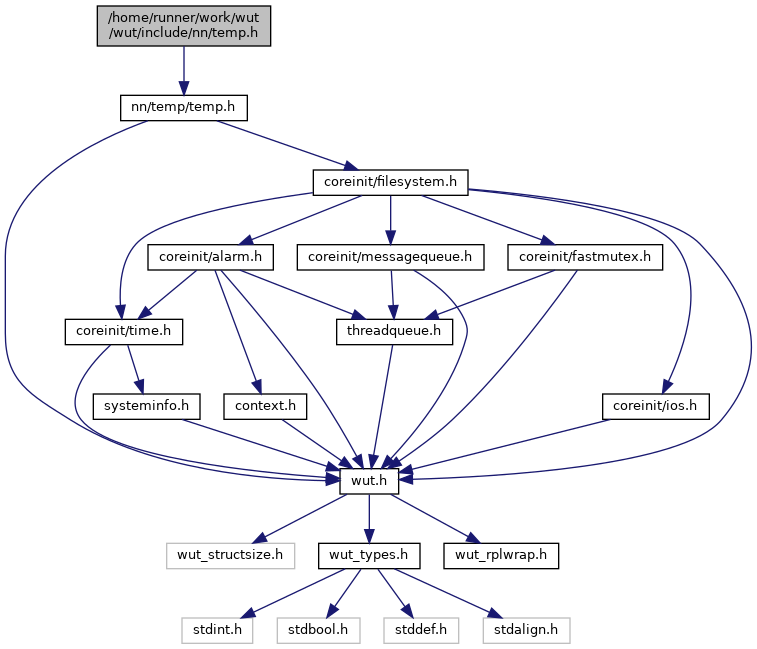 /home/runner/work/wut
/wut/include/nn/temp.h
nn/temp/temp.h
coreinit/filesystem.h
coreinit/alarm.h
coreinit/messagequeue.h
coreinit/fastmutex.h
coreinit/time.h
threadqueue.h
systeminfo.h
context.h
coreinit/ios.h
wut.h
wut_structsize.h
wut_types.h
wut_rplwrap.h
stdint.h
stdbool.h
stddef.h
stdalign.h